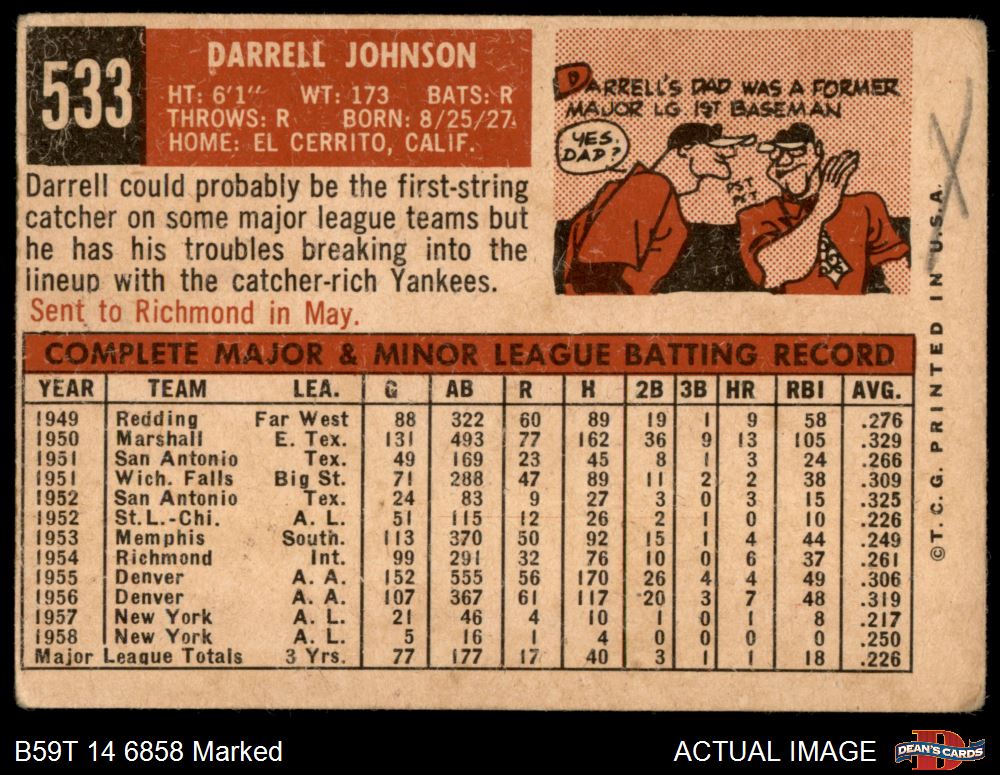 533
DARRELL JOHNSON
HT: 6'1" WT: 173 BATS: R
THROWS: R BORN: 8/25/27
HOME: EL CERRITO, CALIF.
DARRELL'S DAD WAS A FORMER
MAJOR LG 1ST BASEMAN
YES,
DAD?
PST
PST
Darrell could probably be the first-string
catcher on some major league teams but
he has his troubles breaking into the
lineup with the catcher-rich Yankees.
Sent to Richmond in May.
COMPLETE MAJOR & MINOR LEAGUE BATTING RECORD
YEAR TEAM LEA. G AB R H 2B 3B HR RBI AVG.
1949 Redding Far West 88 322 60 89 19 1 9 58 .276
1950 Marshall E. Tex. 131 493 77 162 36 9 13 105 .329
1951 San Antonio Tex. 49 169 23 45 8 1 3 24 .266
1951 Wich. Falls Big St. 71 288 47 89 11 2 2 38 .309
1952 San Antonio Tex. 24 83 9 27 3 0 3 15 .325
1952 St.L.-Chi. A. L. 51 115 12 26 2 1 0 10 .226
1953 Memphis South. 113 370 50 92 15 1 4 44 .249
1954 Richmond Int. 99 291 32 76 10 0 6 37 .261
1955 Denver A. A. 152 555 56 170 26 4 4 49 .306
1956 Denver A. A. 107 367 61 117 20 3 7 48 .319
1957 New York A. L. 21 46 4 10 1 0 1 8 .217
1958 New York A. L. 5 16 1 4 0 0 0 0 .250
Major League Totals 3 Yrs. 77 177 17 40 3 1 1 18 .226
©T.C.G. PRINTED IN U.S.A.
X
B59T 14 6858 Marked
ACTUAL IMAGE
D
DEAN'S CARDS